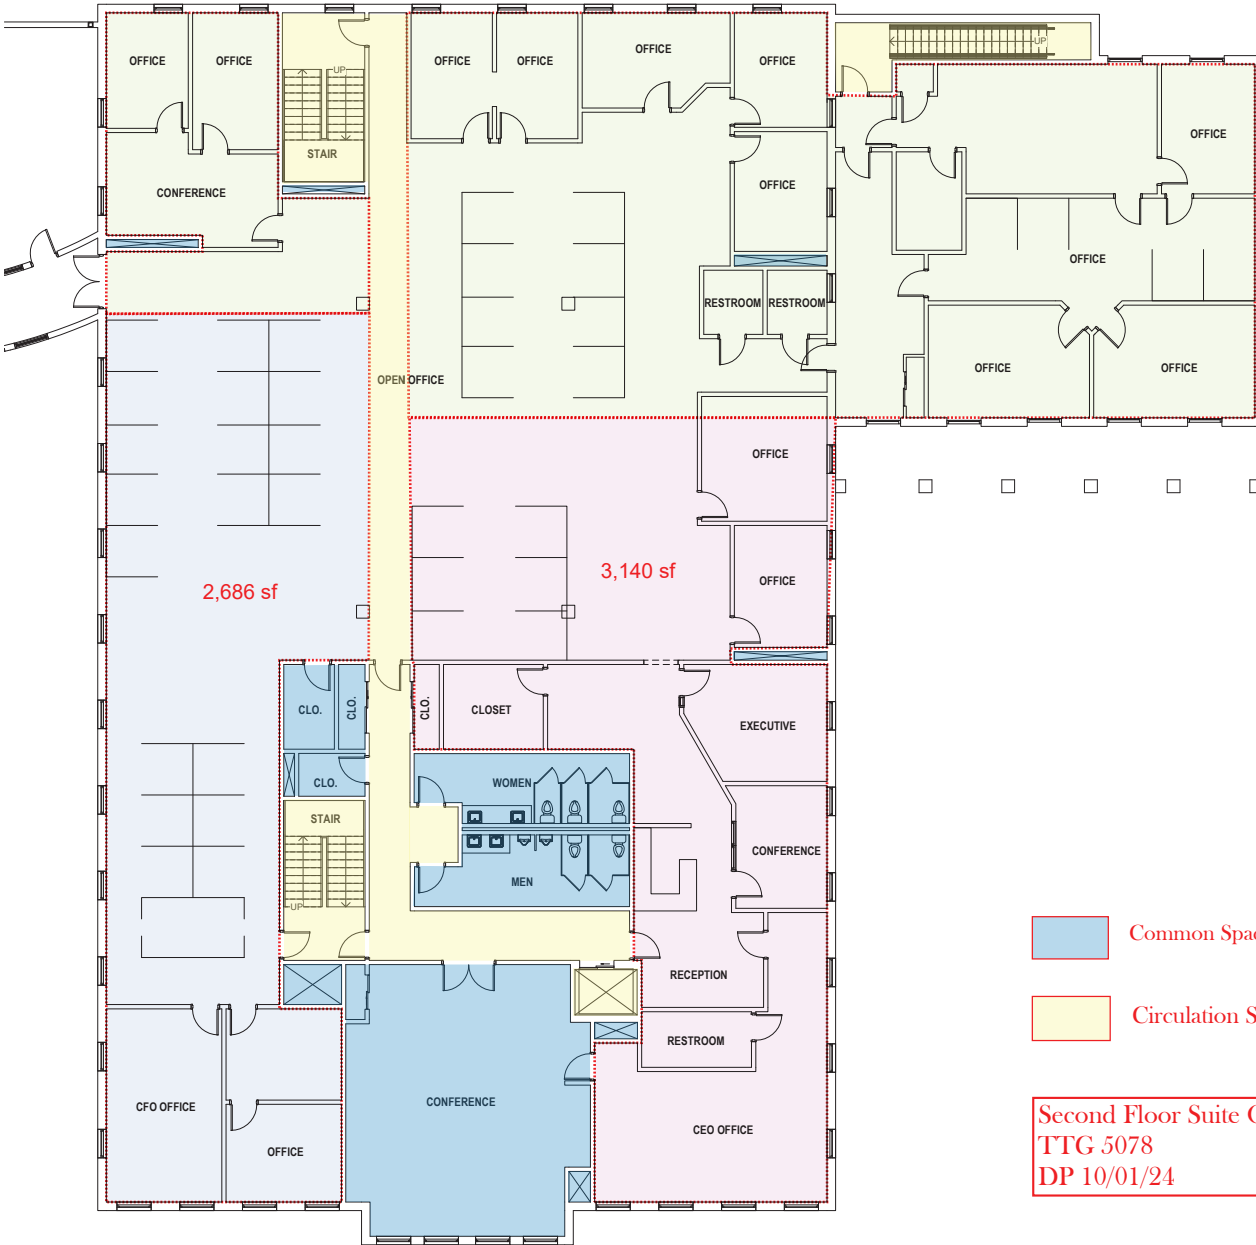 OFFICE
OFFICE
UP
STAIR
CONFERENCE
OFFICE
OFFICE
OFFICE
OFFICE
OFFICE
UP
OFFICE
OFFICE
RESTROOM
RESTROOM
OFFICE
OFFICE
OPEN OFFICE
OFFICE
3,140 sf
OFFICE
2,686 sf
CLO.
CLO.
CLO.
CLOSET
EXECUTIVE
CLO.
WOMEN
STAIR
UP
MEN
CONFERENCE
RECEPTION
RESTROOM
CFO OFFICE
OFFICE
CONFERENCE
CEO OFFICE
Common Spa
Circulation S
Second Floor Suite
TTG 5078
DP 10/01/24